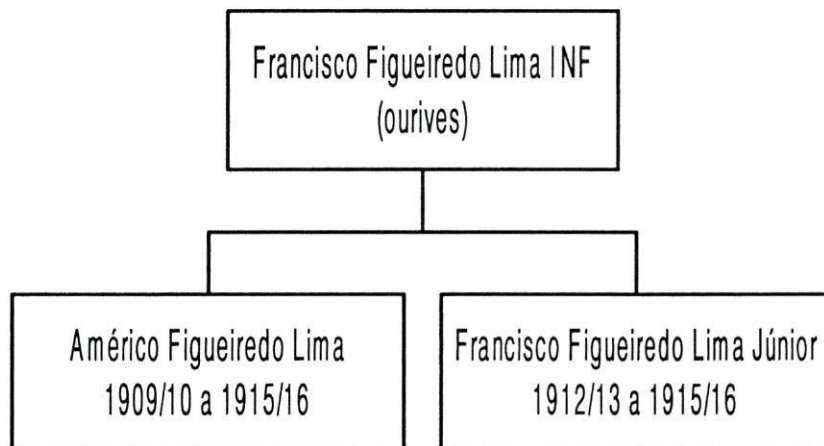 Francisco Figueiredo Lima INF
(ourives)
Américo Figueiredo Lima
1909/10 a 1915/16
Francisco Figueiredo Lima Júnior
1912/13 a 1915/16